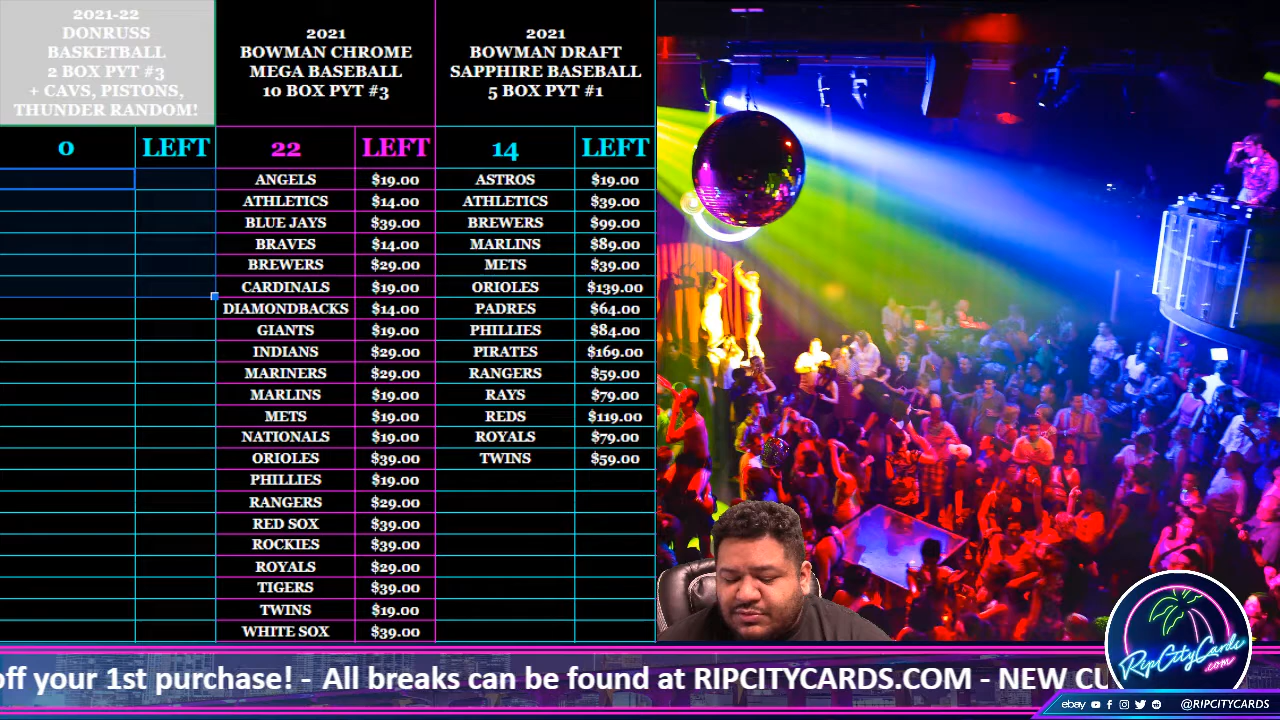 2021-22
DONRUSS
BASKETBALL
2 BOX PYT #3
+ CAVS, PISTONS,
THUNDER RANDOM!
2021
BOWMAN CHROME
MEGA BASEBALL
10 BOX PYT #3
2021
BOWMAN DRAFT
SAPPHIRE BASEBALL
5 BOX PYT #1
0 LEFT 22 LEFT 14 LEFT
ANGELS $19.00 ASTROS $19.00
ATHLETICS $14.00 ATHLETICS $39.00
BLUE JAYS $39.00 BREWERS $99.00
BRAVES $14.00 MARLINS $89.00
BREWERS $29.00 METS $39.00
CARDINALS $19.00 ORIOLES $139.00
DIAMONDBACKS $14.00 PADRES $64.00
GIANTS $19.00 PHILLIES $84.00
INDIANS $29.00 PIRATES $169.00
MARINERS $29.00 RANGERS $59.00
MARLINS $19.00 RAYS $79.00
METS $19.00 REDS $119.00
NATIONALS $19.00 ROYALS $79.00
ORIOLES $39.00 TWINS $59.00
PHILLIES $19.00
RANGERS $29.00
RED SOX $39.00
ROCKIES $39.00
ROYALS $29.00
TIGERS $39.00
TWINS $19.00
WHITE SOX $39.00
off your 1st purchase! - All breaks can be found at RIPCITYCARDS.COM - NEW CU
RipCityCards
.com
ebay @RIPCITYCARDS